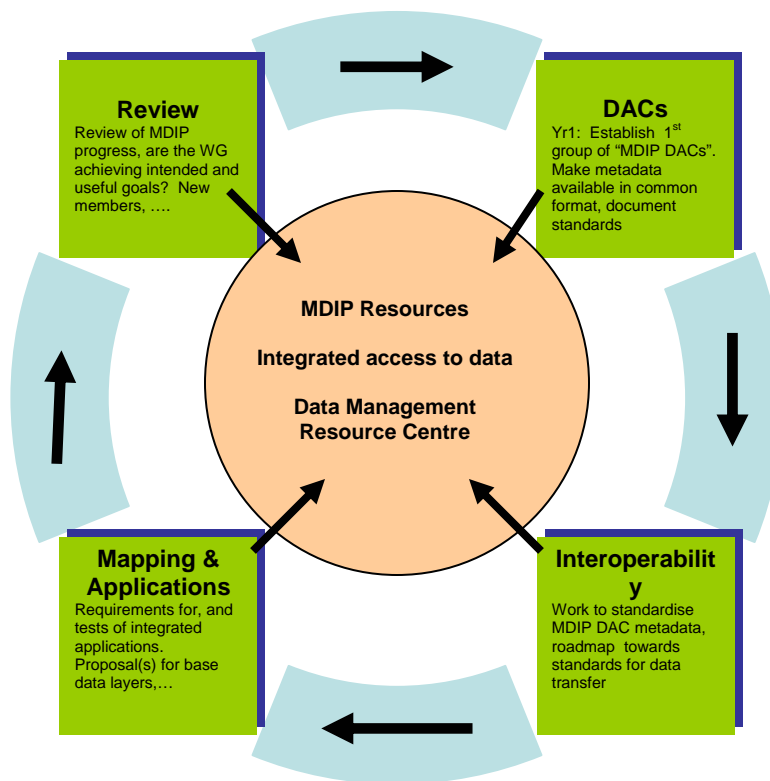 Review
Review of MDIP
progress, are the WG
achieving intended and
useful goals?  New
members, ….
DACs
Yr1:  Establish  1st
group of “MDIP DACs”.
Make metadata
available in common
format, document
standards
MDIP Resources
Integrated access to data
Data Management
Resource Centre
Mapping &
Applications
Requirements for, and
tests of integrated
applications.
Proposal(s) for base
data layers,…
Interoperabilit
y
Work to standardise
MDIP DAC metadata,
roadmap  towards
standards for data
transfer